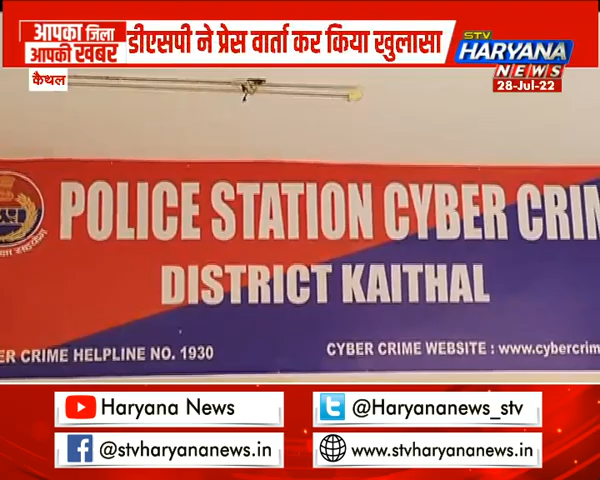 आपका जिला
आपकी खबर
डीएसपी ने प्रेस वार्ता कर किया खुलासा
STV
HARYANA
NEWS
28-Jul-22
कैथल
POLICE STATION CYBER CRIM
DISTRICT KAITHAL
ER CRIME HELPLINE NO. 1930
CYBER CRIME WEBSITE : www.cybercrim
Haryana News
@Haryananews_stv
@stvharyananews.in
www.stvharyananews.in